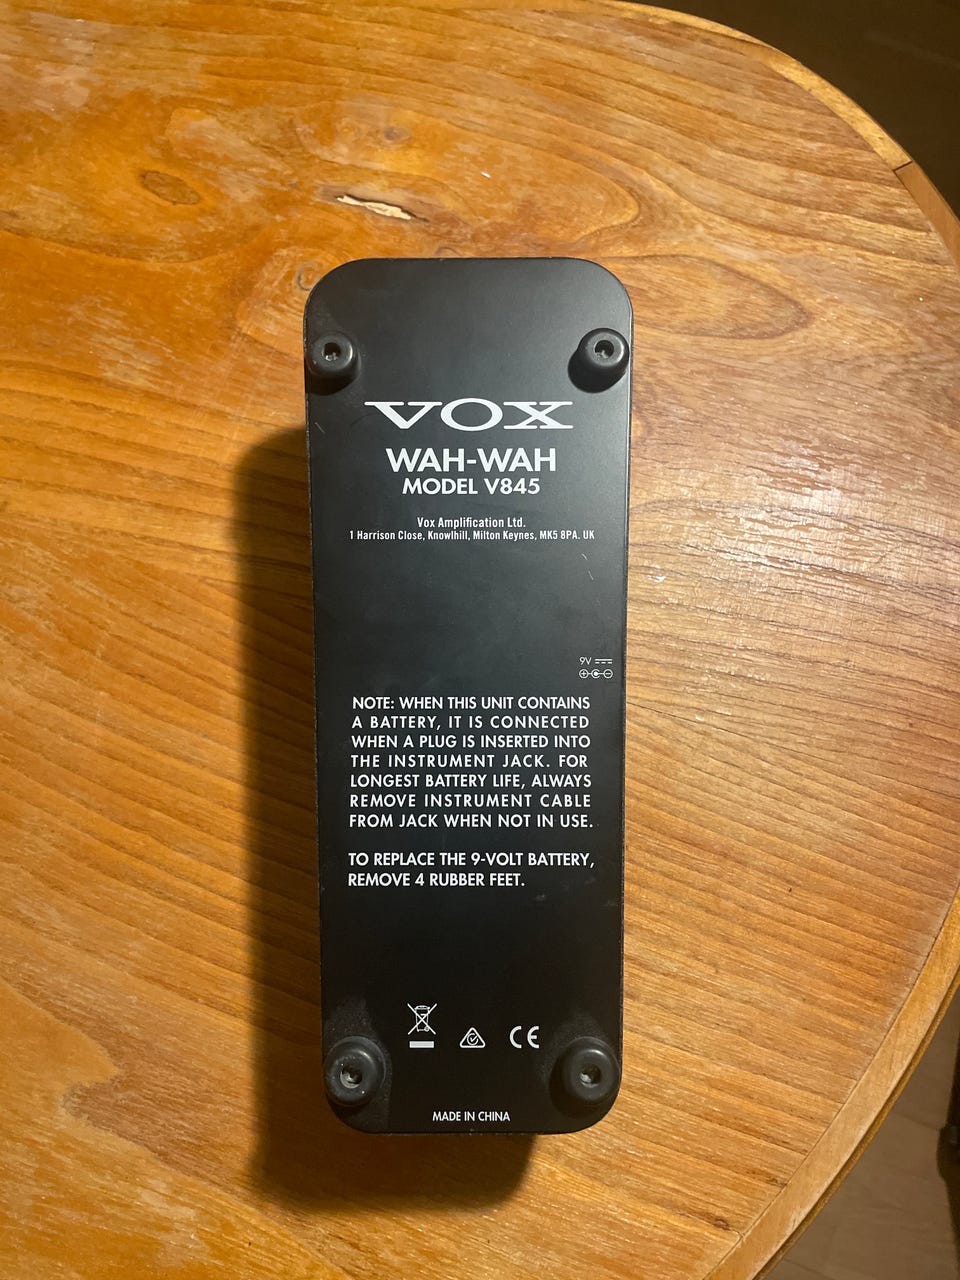 VOX
WAH-WAH
MODEL V845
Vox Amplification Ltd.
1 Harrison Close, Knowlhill, Milton Keynes, MK5 8PA. UK
9V
NOTE: WHEN THIS UNIT CONTAINS
A BATTERY, IT IS CONNECTED
WHEN A PLUG IS INSERTED INTO
THE INSTRUMENT JACK. FOR
LONGEST BATTERY LIFE, ALWAYS
REMOVE INSTRUMENT CABLE
FROM JACK WHEN NOT IN USE.
TO REPLACE THE 9-VOLT BATTERY,
REMOVE 4 RUBBER FEET.
CE
MADE IN CHINA